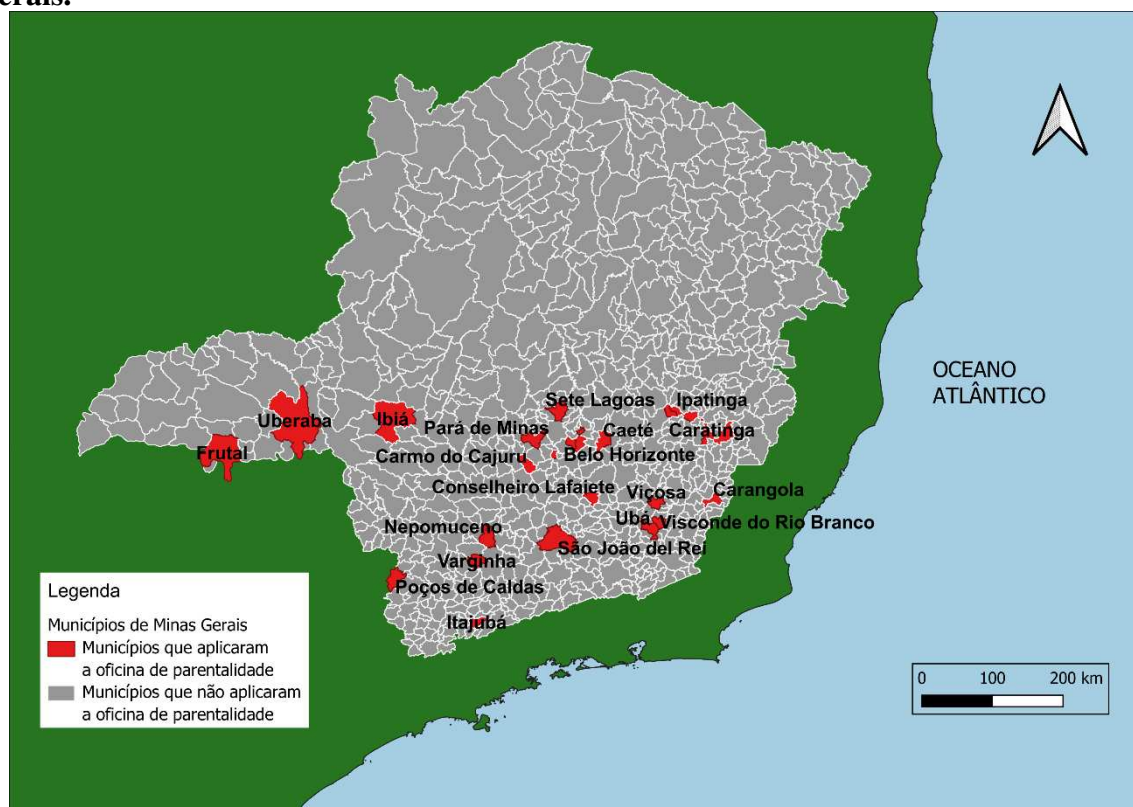 erais.
OCEANO
ATLÂNTICO
Sete Lagoas
Ipatinga
Uberaba
Ibiá
Pará de Minas
Caeté
Caratinga
Frutal
Carmo do Cajuru
Belo Horizonte
Conselheiro Lafaiete
Viçosa
Carangola
Nepomuceno
Ubá
Visconde do Rio Branco
São João del Rei
Varginha
Poços de Caldas
Itajubá
Legenda
Municípios de Minas Gerais
Municípios que aplicaram
a oficina de parentalidade
Municípios que não aplicaram
a oficina de parentalidade
0 100 200 km